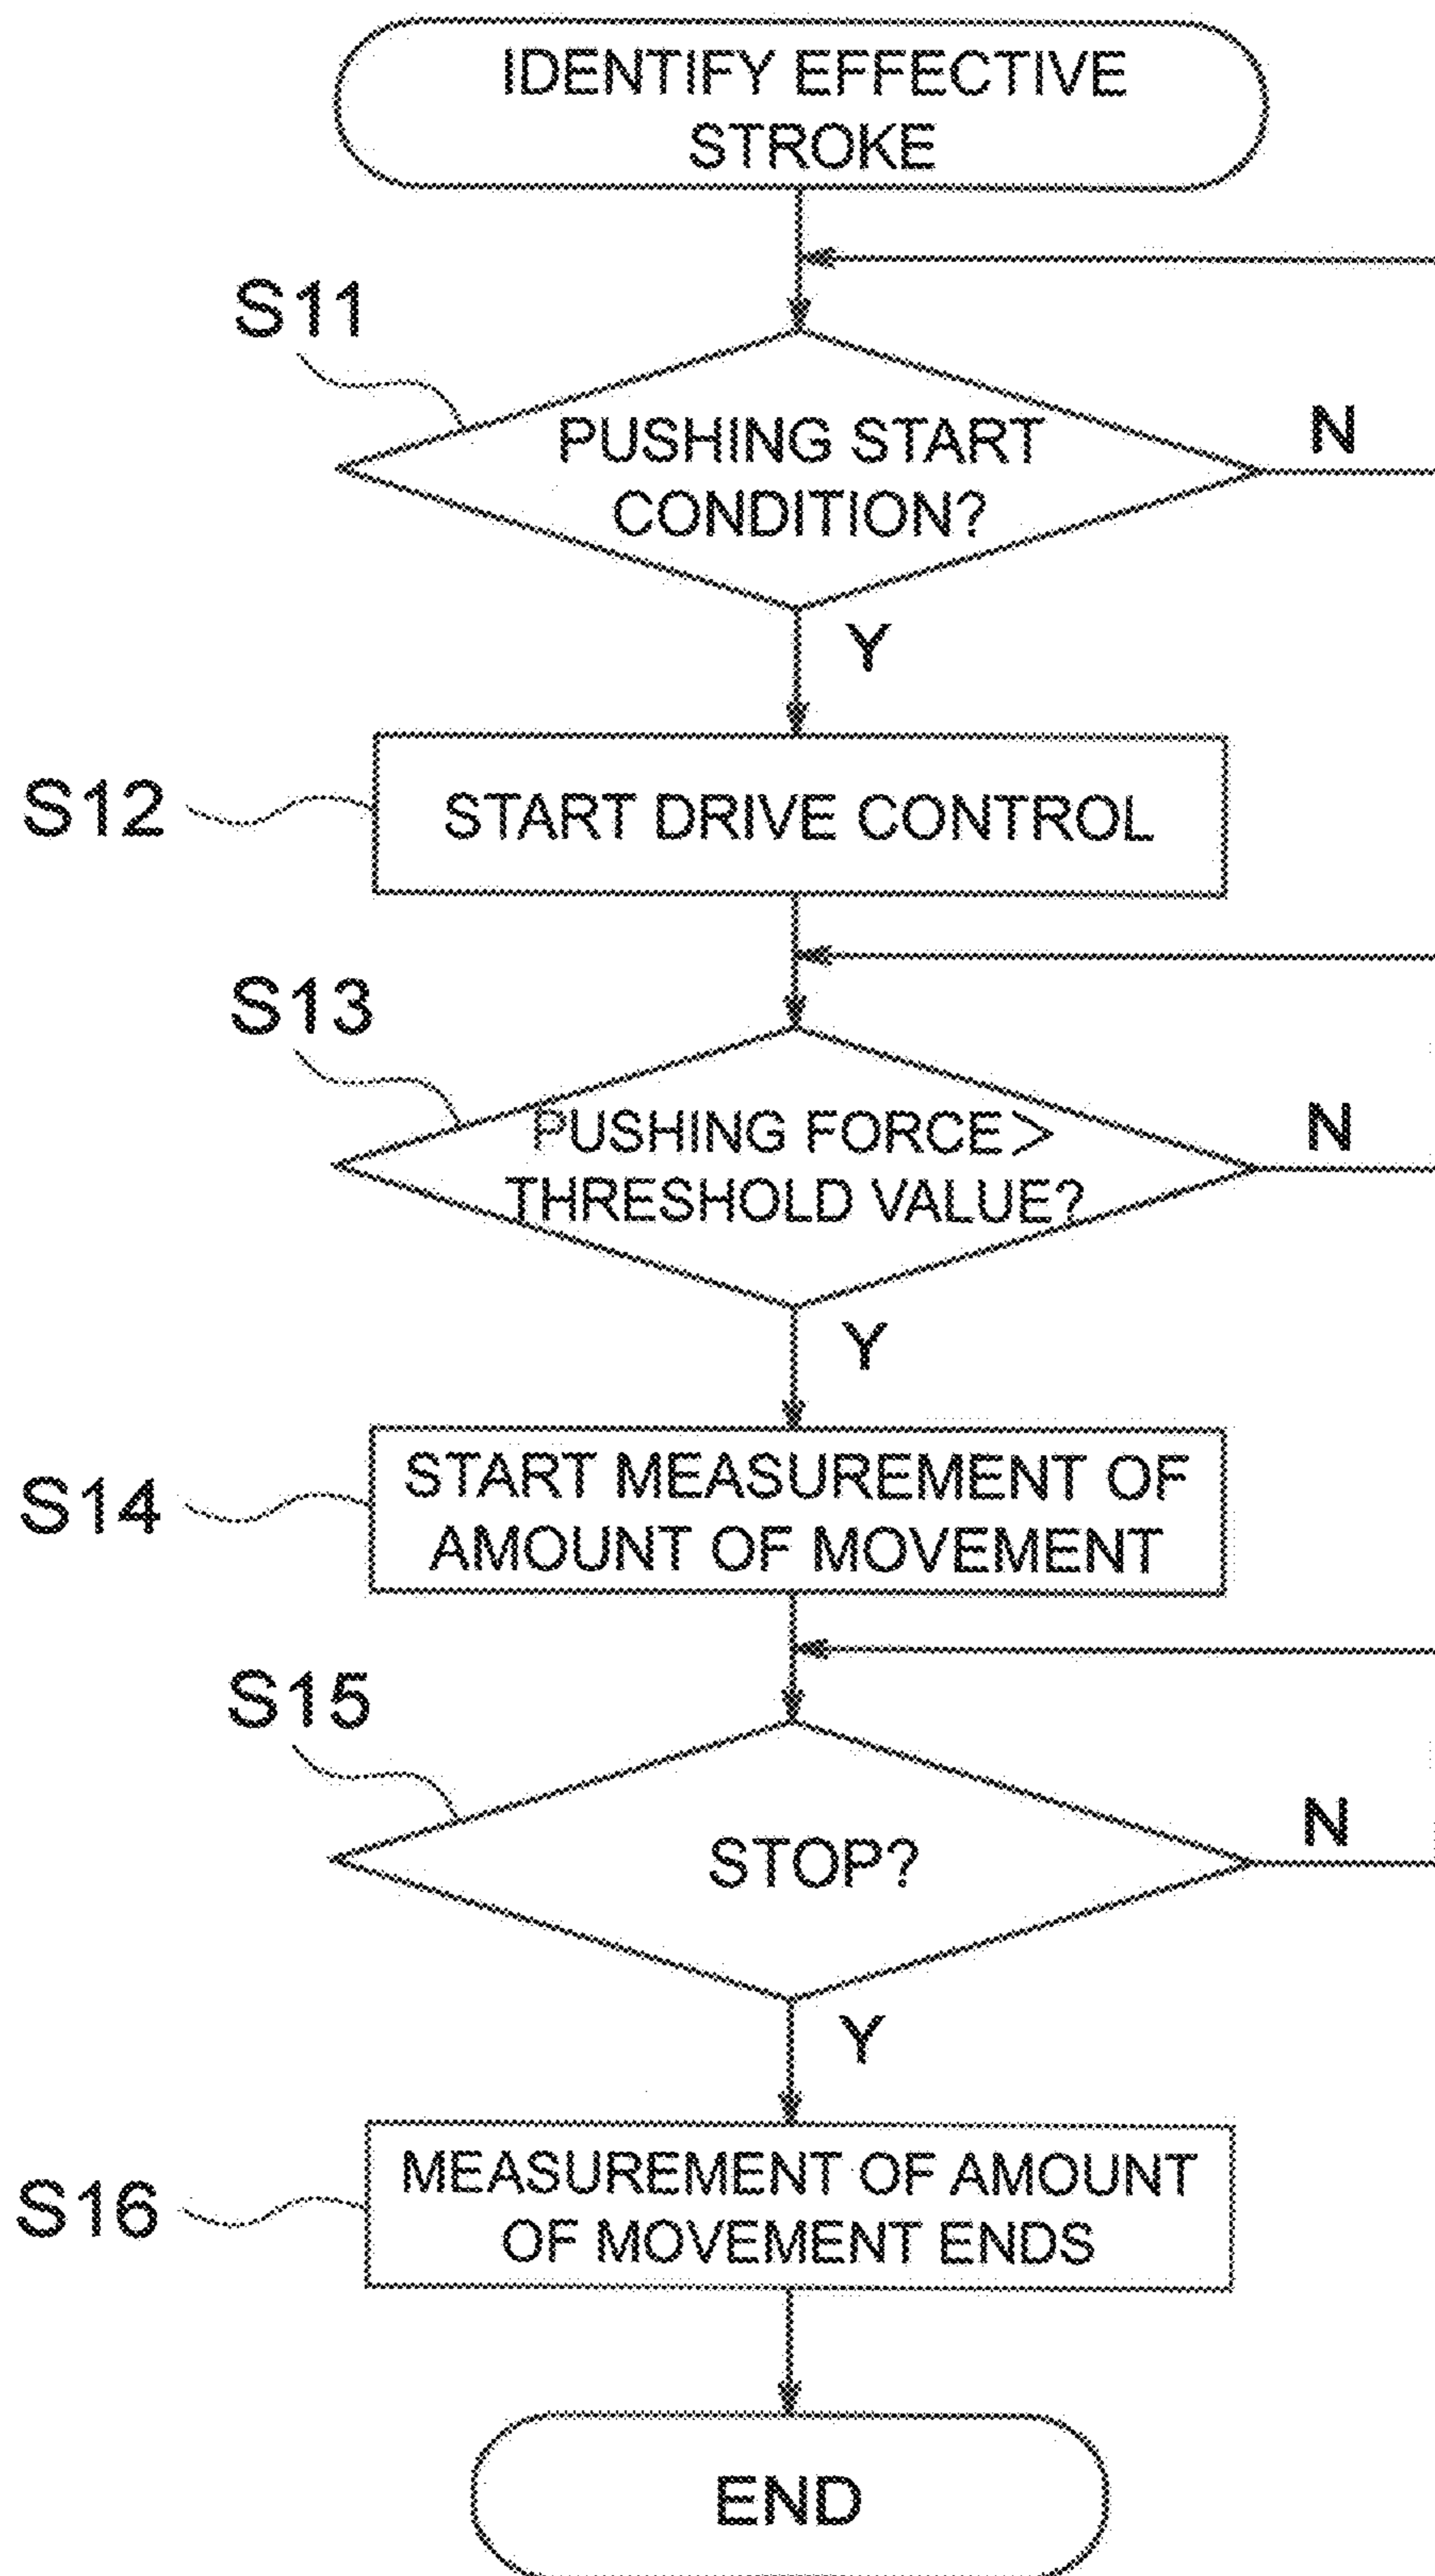 IDENTIFY EFFECTIVE
STROKE
S11
PUSHING START
CONDITION?
N
Y
S12
START DRIVE CONTROL
S13
PUSHING FORCE>
THRESHOLD VALUE?
N
Y
S14
START MEASUREMENT OF
AMOUNT OF MOVEMENT
S15
STOP?
N
Y
S16
MEASUREMENT OF AMOUNT
OF MOVEMENT ENDS
END